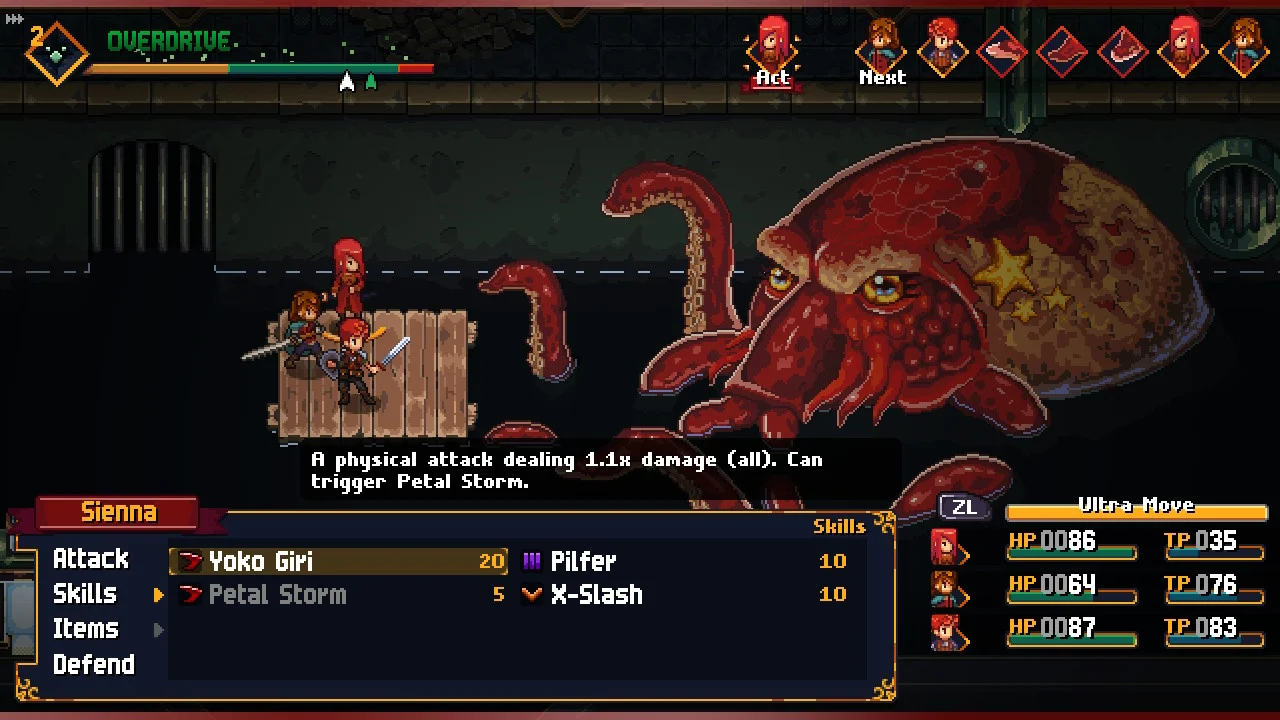 2
OVERDRIVE
Act
Next
A physical attack dealing 1.1x damage (all). Can
trigger Petal Storm.
Sienna
Skills
Attack
Skills
Items
Defend
Yoko Giri 20
Pilfer 10
Petal Storm 5
X-Slash 10
ZL
Ultra Move
HP 0086 TP 035
HP 0064 TP 076
HP 0087 TP 083